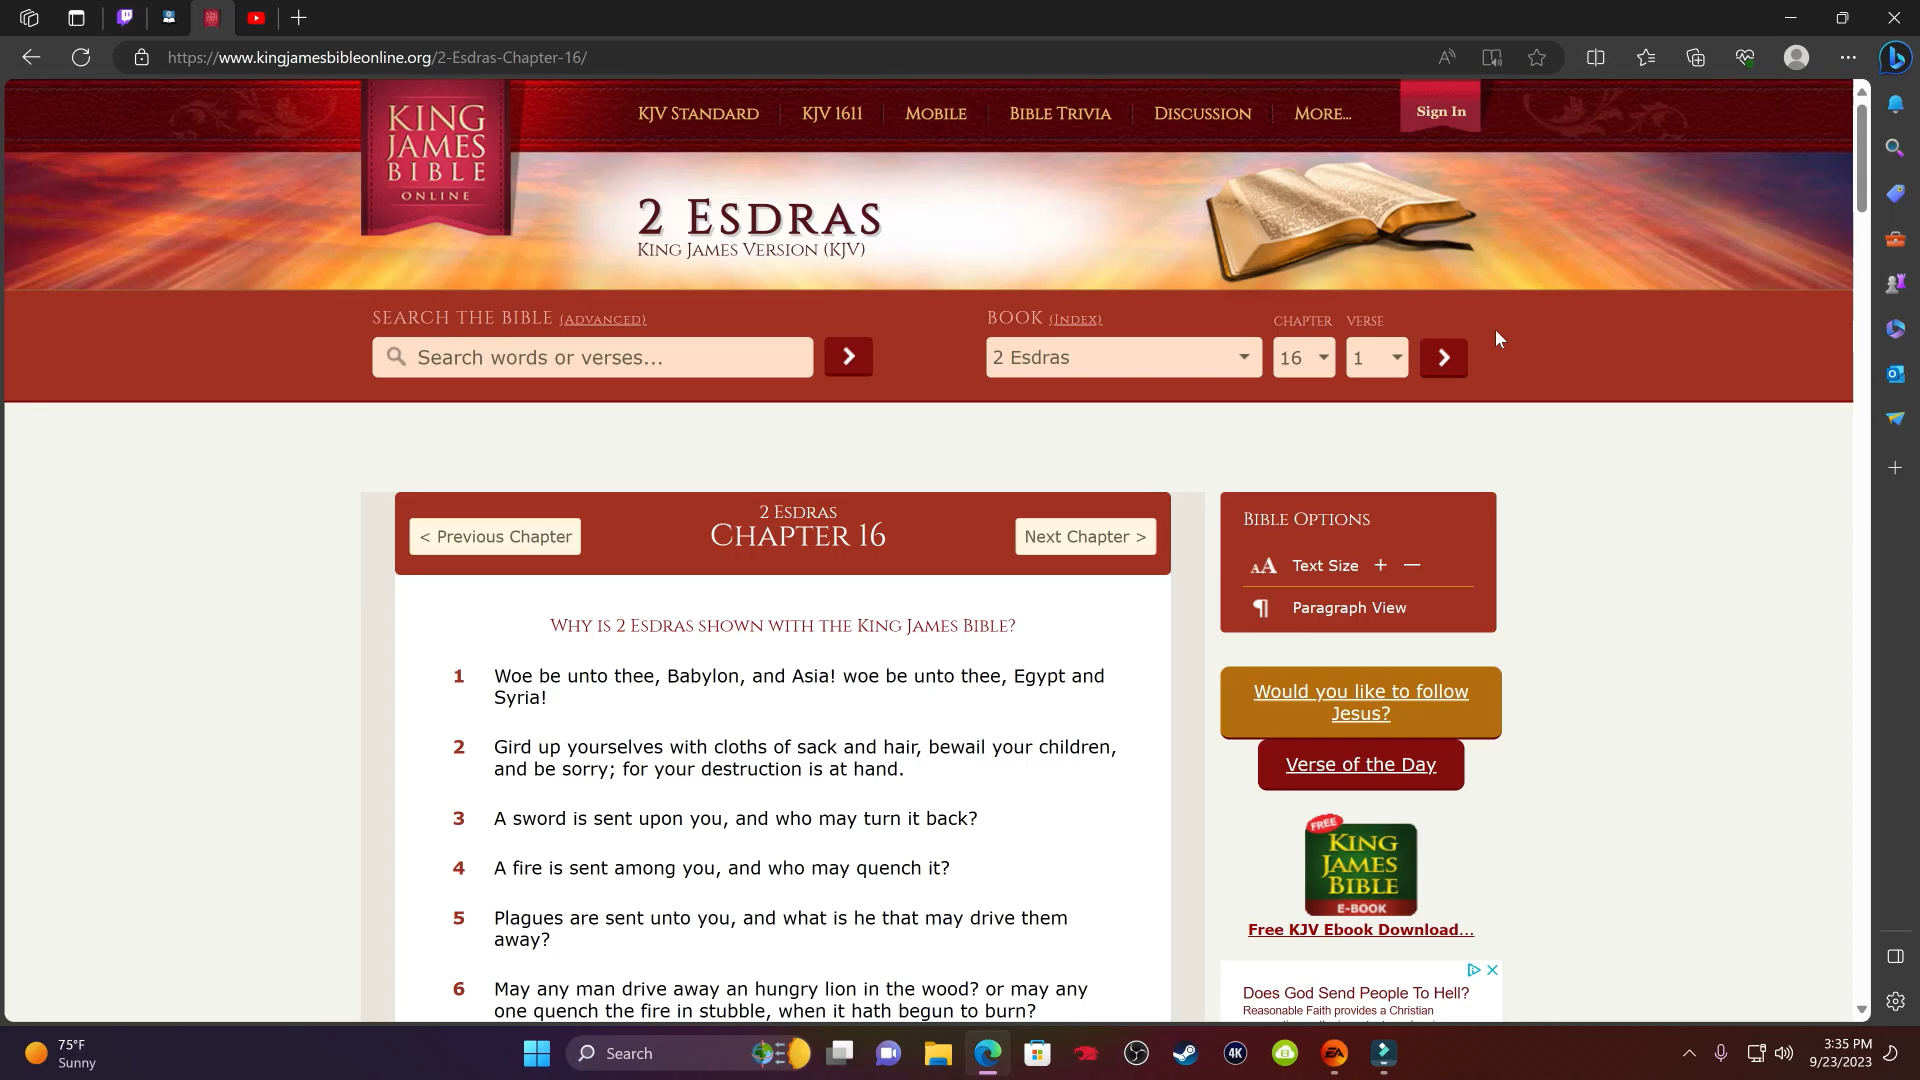 https://www.kingjamesbibleonline.org/2-Esdras-Chapter-16/
KING
JAMES
BIBLE
ONLINE
KJV Standard
KJV 1611
Mobile
Bible Trivia
Discussion
More...
Sign In
2 Esdras
King James Version (KJV)
Search the Bible (Advanced)
Search words or verses...
Book (Index)
Chapter
Verse
2 Esdras
16
1
2 Esdras
Chapter 16
< Previous Chapter
Next Chapter >
Why is 2 Esdras shown with the King James Bible?
1 Woe be unto thee, Babylon, and Asia! woe be unto thee, Egypt and
Syria!
2 Gird up yourselves with cloths of sack and hair, bewail your children,
and be sorry; for your destruction is at hand.
3 A sword is sent upon you, and who may turn it back?
4 A fire is sent among you, and who may quench it?
5 Plagues are sent unto you, and what is he that may drive them
away?
6 May any man drive away an hungry lion in the wood? or may any
one quench the fire in stubble, when it hath begun to burn?
Bible Options
AA Text Size + —
¶ Paragraph View
Would you like to follow
Jesus?
Verse of the Day
FREE
KING
JAMES
BIBLE
E-BOOK
Free KJV Ebook Download...
Does God Send People To Hell?
Reasonable Faith provides a Christian
75°F
Sunny
Search
4K
EA
3:35 PM
9/23/2023